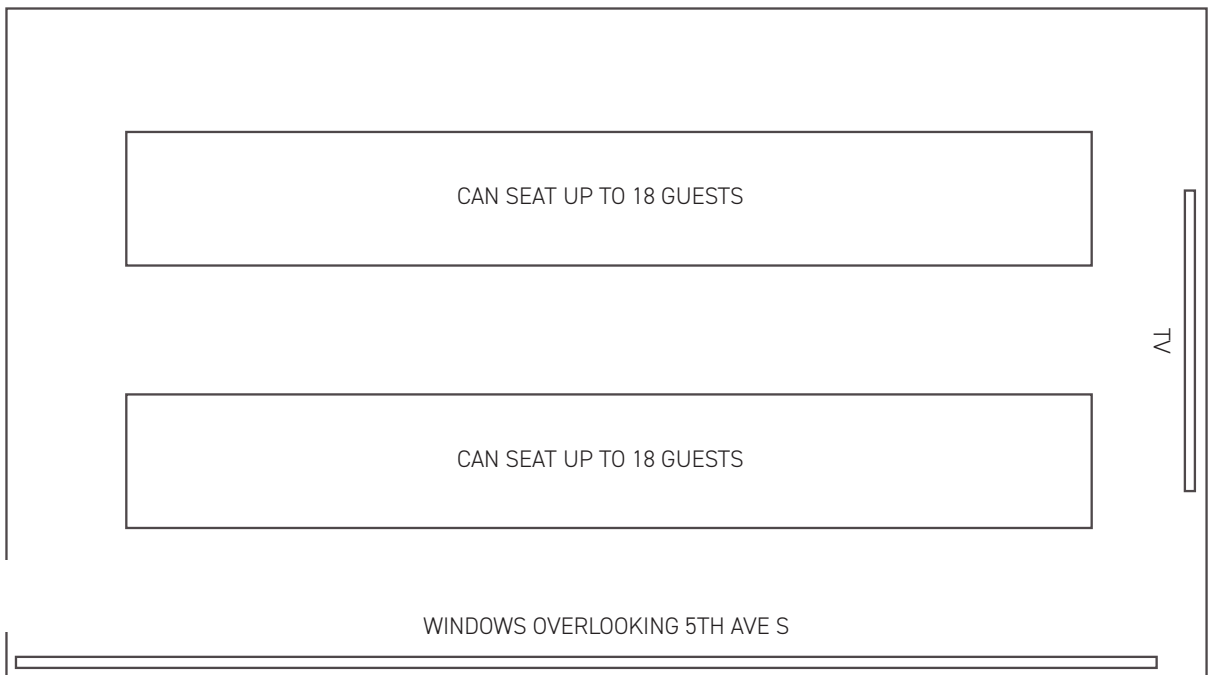 CAN SEAT UP TO 18 GUESTS
TV
CAN SEAT UP TO 18 GUESTS
WINDOWS OVERLOOKING 5TH AVE S